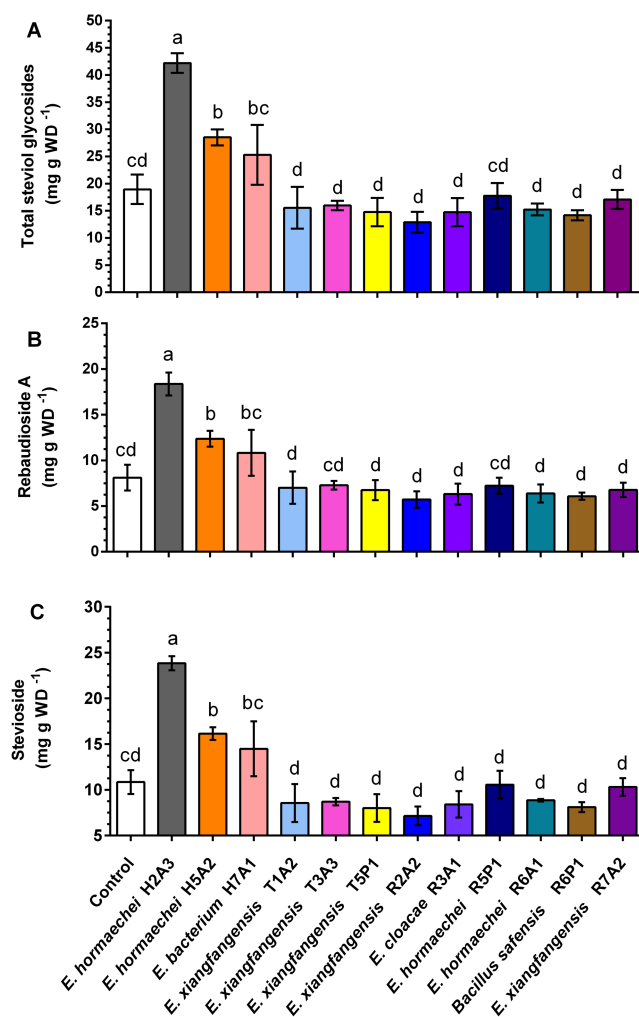 A
Total steviol glycosides
(mg g WD -1)
50
45
40
35
30
25
20
15
10
5
0
cd
a
b
bc
d
d
d
d
d
cd
d
d
d
B
Rebaudioside A
(mg g WD -1)
25
20
15
10
5
0
cd
a
b
bc
d
cd
d
d
d
cd
d
d
d
C
Stevioside
(mg g WD -1)
30
25
20
15
10
5
cd
a
b
bc
d
d
d
d
d
d
d
d
d
Control
E. hormaechei H2A3
E. hormaechei H5A2
E. bacterium H7A1
E. xiangfangensis T1A2
E. xiangfangensis T3A3
E. xiangfangensis T5P1
E. xiangfangensis R2A2
E. cloacae R3A1
E. hormaechei R5P1
E. hormaechei R6A1
Bacillus safensis R6P1
E. xiangfangensis R7A2